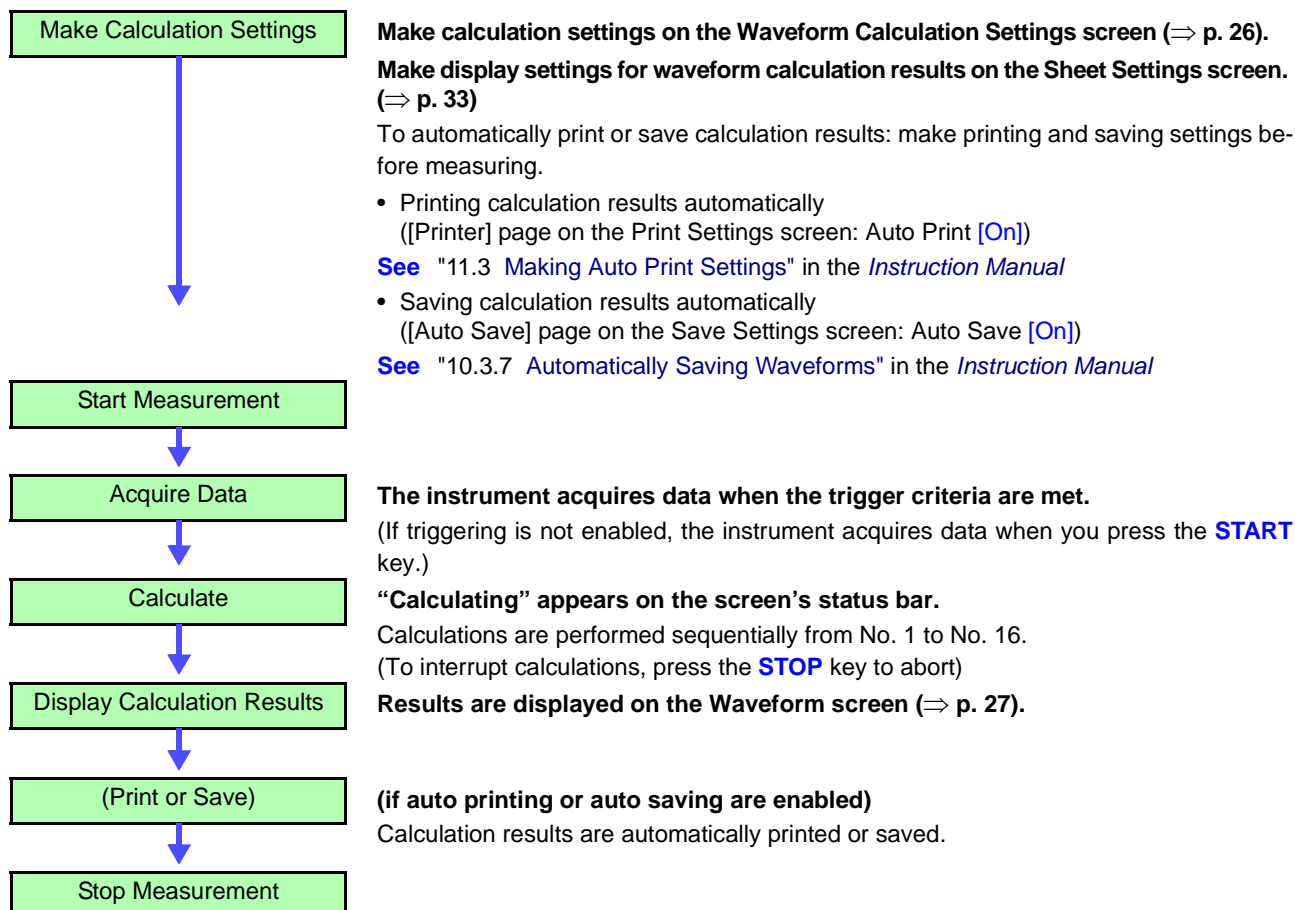 Make Calculation Settings
Make calculation settings on the Waveform Calculation Settings screen (⇒ p. 26).
Make display settings for waveform calculation results on the Sheet Settings screen.
(⇒ p. 33)
To automatically print or save calculation results: make printing and saving settings be-
fore measuring.
• Printing calculation results automatically
([Printer] page on the Print Settings screen: Auto Print [On])
See "11.3 Making Auto Print Settings" in the Instruction Manual
• Saving calculation results automatically
([Auto Save] page on the Save Settings screen: Auto Save [On])
See "10.3.7 Automatically Saving Waveforms" in the Instruction Manual
Start Measurement
Acquire Data
The instrument acquires data when the trigger criteria are met.
(If triggering is not enabled, the instrument acquires data when you press the START
key.)
Calculate
“Calculating” appears on the screen’s status bar.
Calculations are performed sequentially from No. 1 to No. 16.
(To interrupt calculations, press the STOP key to abort)
Display Calculation Results
Results are displayed on the Waveform screen (⇒ p. 27).
(Print or Save)
(if auto printing or auto saving are enabled)
Calculation results are automatically printed or saved.
Stop Measurement